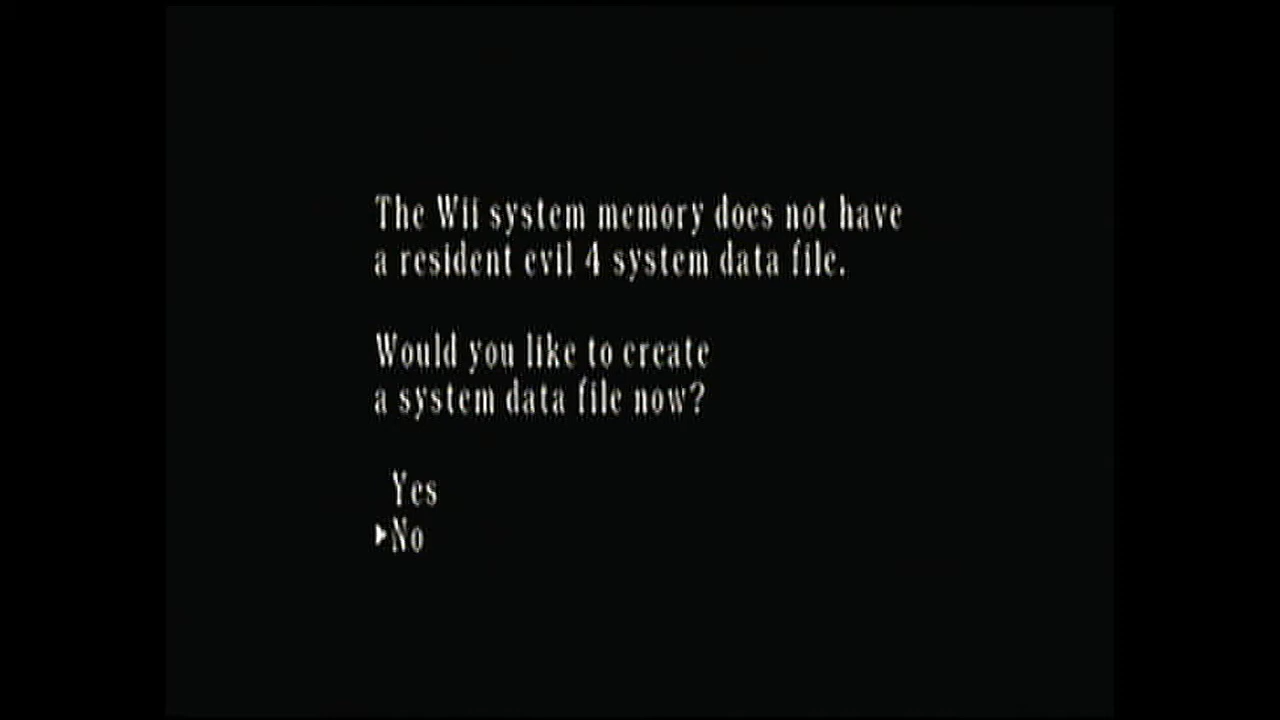 The Wii system memory does not have
a resident evil 4 system data file.
Would you like to create
a system data file now?
Yes
No